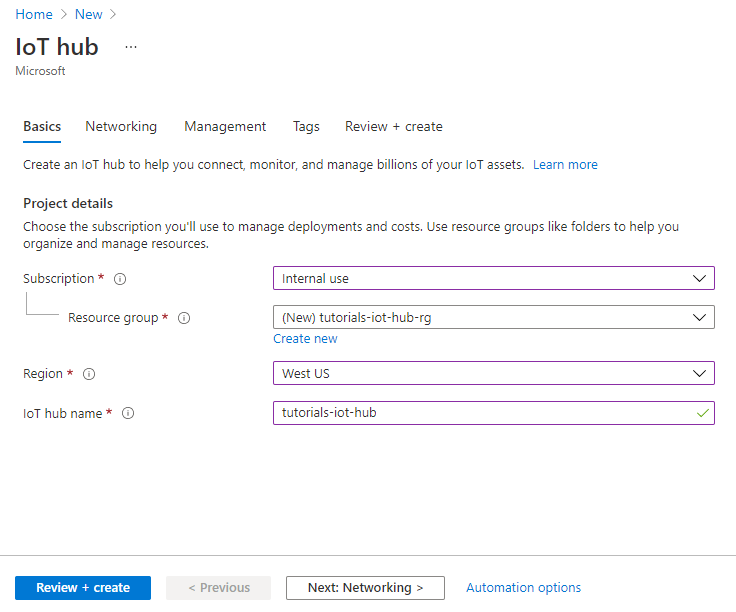 Home > New >
IoT hub ...
Microsoft
Basics Networking Management Tags Review + create
Create an IoT hub to help you connect, monitor, and manage billions of your IoT assets. Learn more
Project details
Choose the subscription you'll use to manage deployments and costs. Use resource groups like folders to help you
organize and manage resources.
Subscription * Internal use
Resource group * (New) tutorials-iot-hub-rg
Create new
Region * West US
IoT hub name * tutorials-iot-hub
Review + create < Previous Next: Networking > Automation options